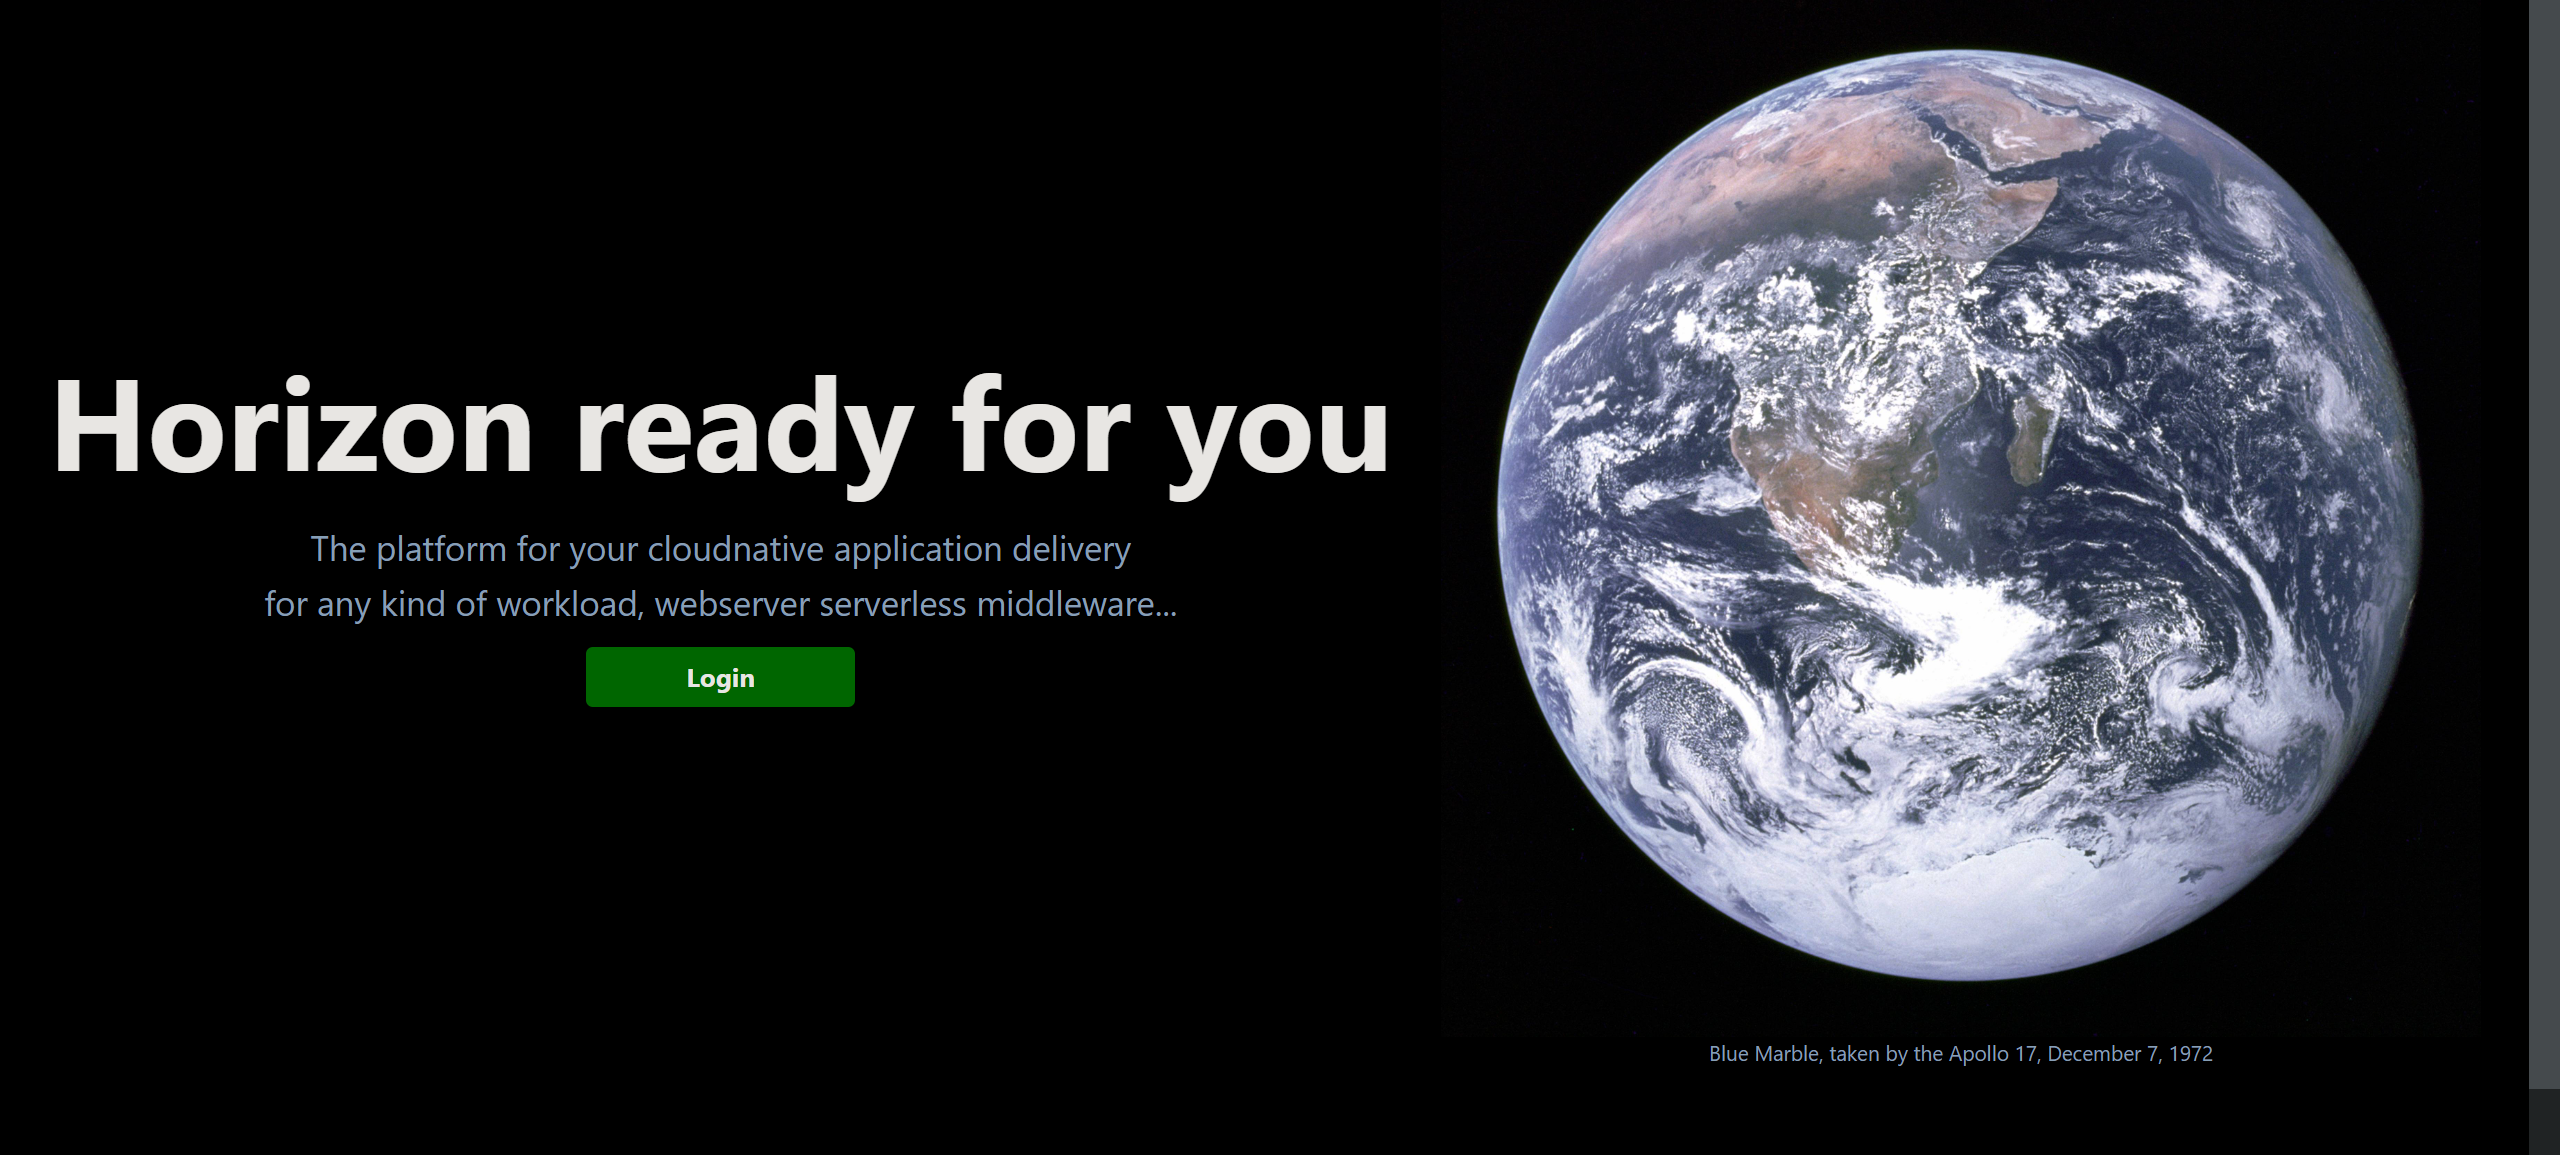 Horizon ready for you
The platform for your cloudnative application delivery
for any kind of workload, webserver serverless middleware...
Login
Blue Marble, taken by the Apollo 17, December 7, 1972